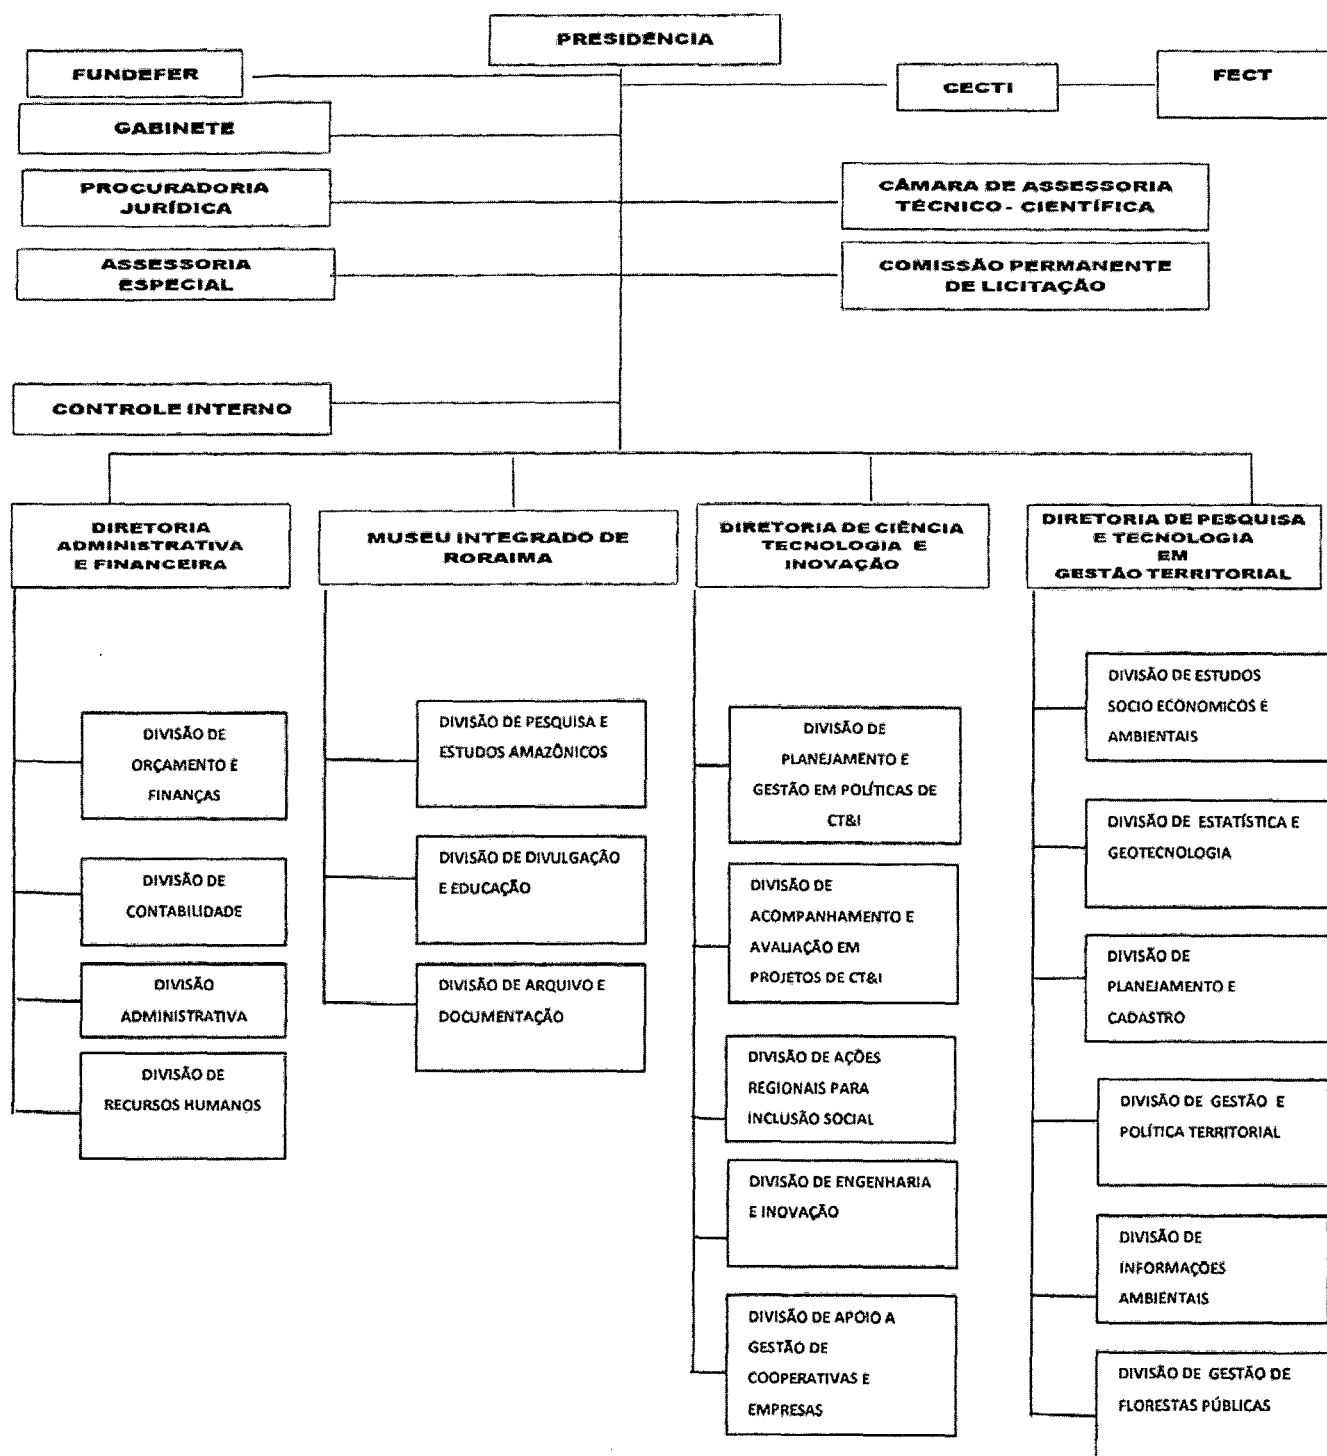 PRESIDÊNCIA
FUNDEFER
CECTI
FECT
GABINETE
PROCURADORIA
JURÍDICA
CÂMARA DE ASSESSORIA
TÉCNICO - CIENTÍFICA
ASSESSORIA
ESPECIAL
COMISSÃO PERMANENTE
DE LICITAÇÃO
CONTROLE INTERNO
DIRETORIA
ADMINISTRATIVA
E FINANCEIRA
MUSEU INTEGRADO DE
RORAIMA
DIRETORIA DE CIÊNCIA
TECNOLOGIA E
INOVAÇÃO
DIRETORIA DE PESQUISA
E TECNOLOGIA
EM
GESTÃO TERRITORIAL
DIVISÃO DE
ORÇAMENTO E
FINANÇAS
DIVISÃO DE
CONTABILIDADE
DIVISÃO
ADMINISTRATIVA
DIVISÃO DE
RECURSOS HUMANOS
DIVISÃO DE PESQUISA E
ESTUDOS AMAZÔNICOS
DIVISÃO DE DIVULGAÇÃO
E EDUCAÇÃO
DIVISÃO DE ARQUIVO E
DOCUMENTAÇÃO
DIVISÃO DE
PLANEJAMENTO E
GESTÃO EM POLÍTICAS DE
CT&I
DIVISÃO DE
ACOMPANHAMENTO E
AVALIAÇÃO EM
PROJETOS DE CT&I
DIVISÃO DE AÇÕES
REGIONAIS PARA
INCLUSÃO SOCIAL
DIVISÃO DE ENGENHARIA
E INOVAÇÃO
DIVISÃO DE APOIO A
GESTÃO DE
COOPERATIVAS E
EMPRESAS
DIVISÃO DE ESTUDOS
SOCIO ECONOMICOS E
AMBIENTAIS
DIVISÃO DE ESTATÍSTICA E
GEOTECNOLOGIA
DIVISÃO DE
PLANEJAMENTO E
CADASTRO
DIVISÃO DE GESTÃO E
POLÍTICA TERRITORIAL
DIVISÃO DE
INFORMAÇÕES
AMBIENTAIS
DIVISÃO DE GESTÃO DE
FLORESTAS PÚBLICAS